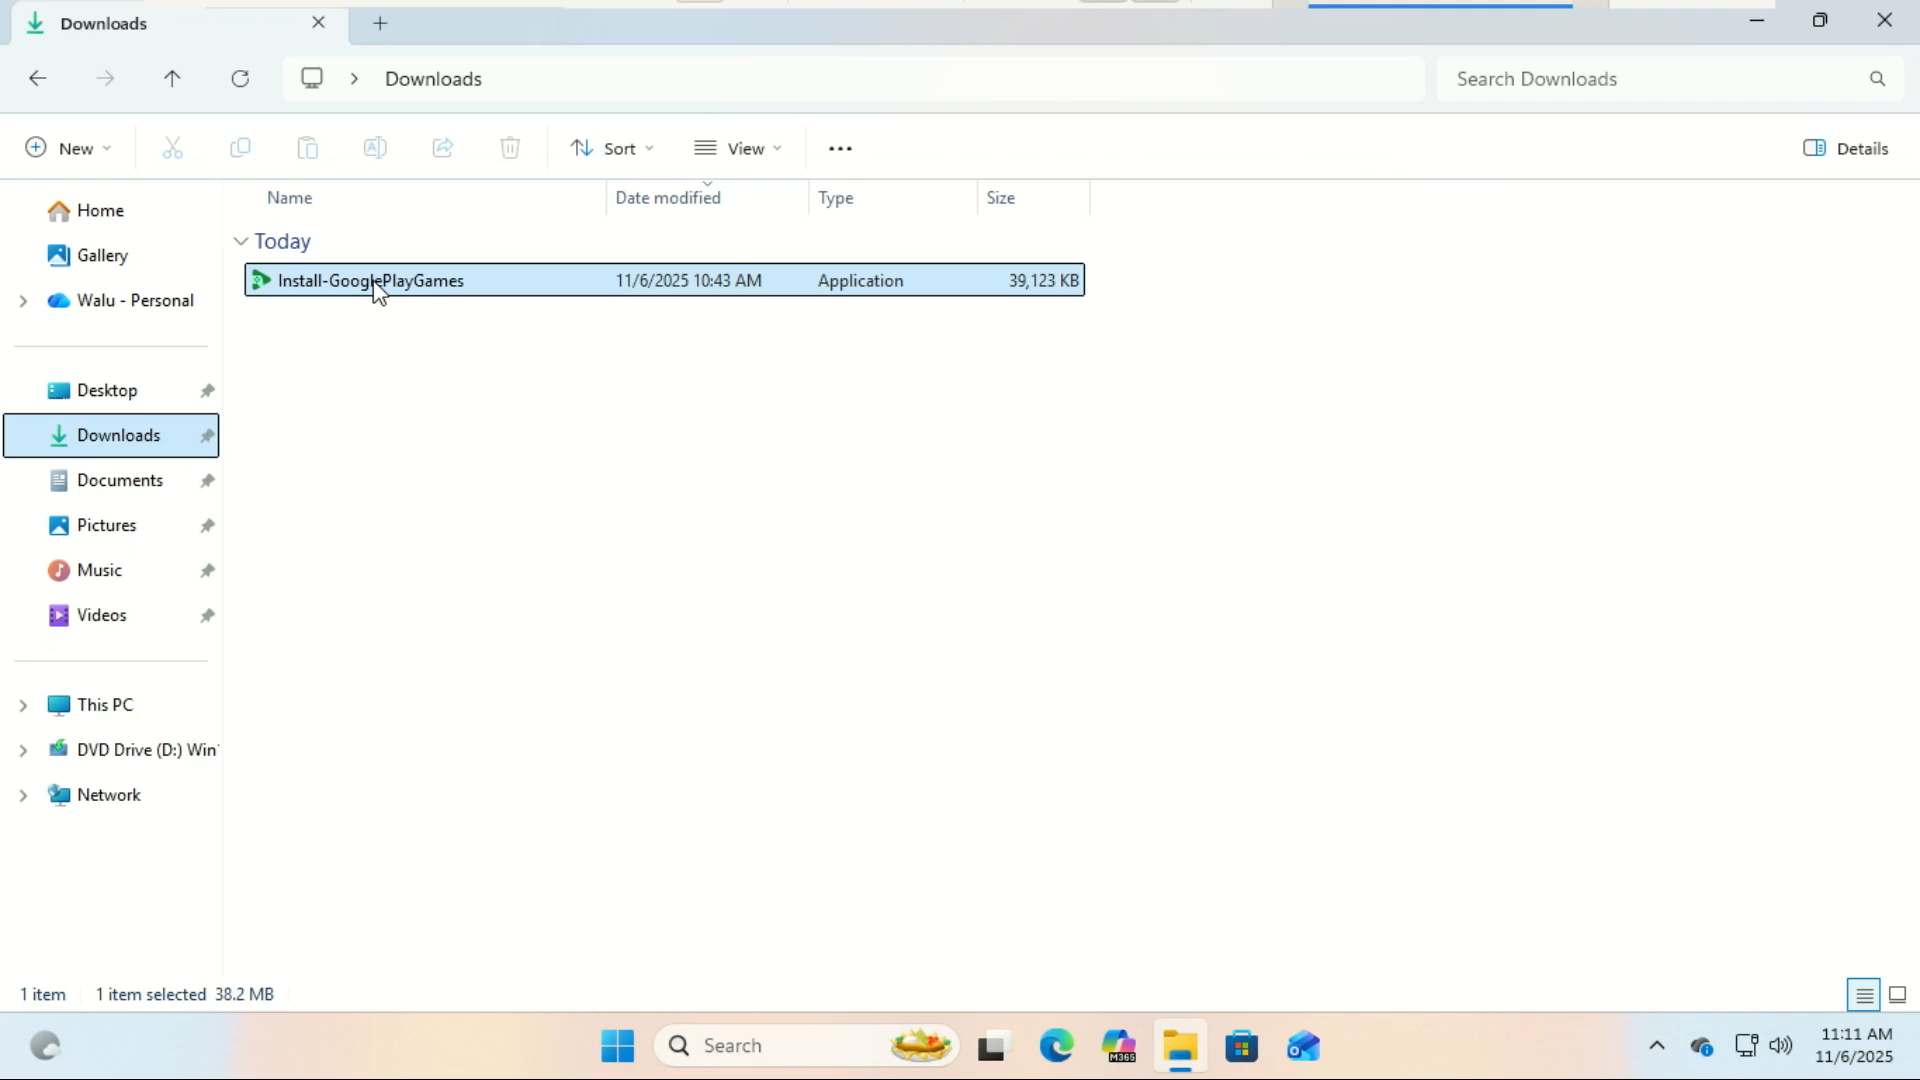 Downloads
Downloads
Search Downloads
New
Sort
View
Details
Name Date modified Type Size
Home
Today
Gallery
Install-GooglePlayGames 11/6/2025 10:43 AM Application 39,123 KB
Walu - Personal
Desktop
Downloads
Documents
Pictures
Music
Videos
This PC
DVD Drive (D:) Win
Network
1 item 1 item selected 38.2 MB
Search
M365
11:11 AM
11/6/2025